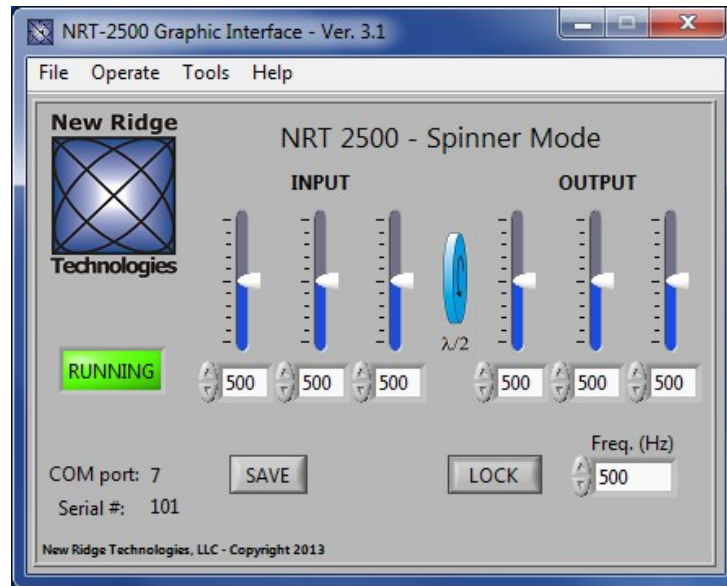 NRT-2500 Graphic Interface - Ver. 3.1
File Operate Tools Help
New Ridge
Technologies
NRT 2500 - Spinner Mode
INPUT OUTPUT
λ/2
RUNNING
500 500 500 500 500 500
Freq. (Hz)
COM port: 7 SAVE LOCK 500
Serial #: 101
New Ridge Technologies, LLC - Copyright 2013